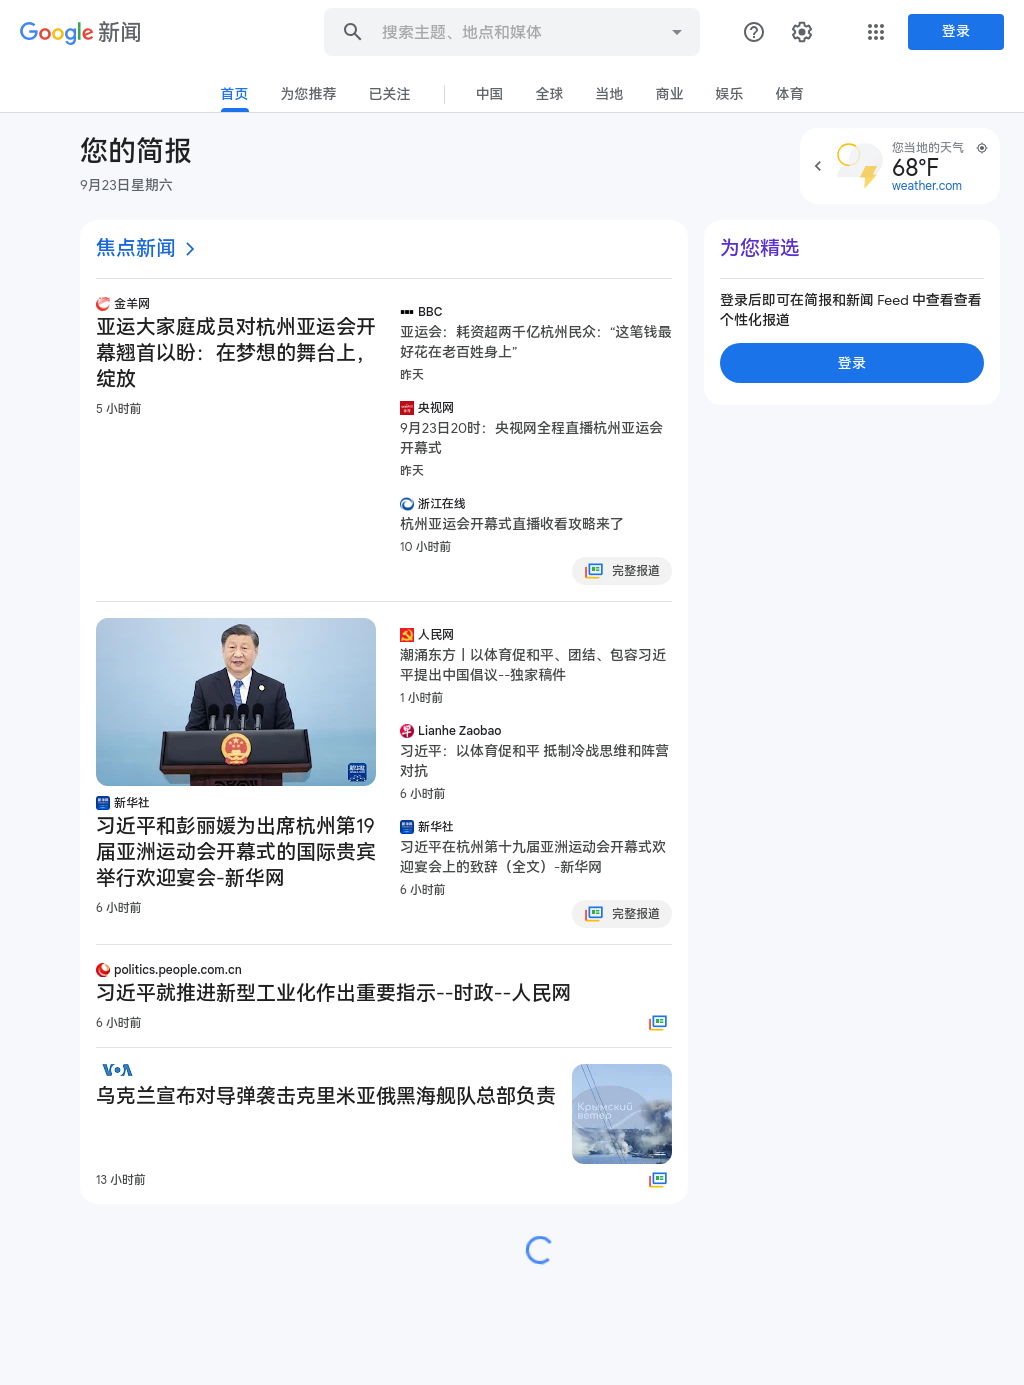 Google 新闻
搜索主题、地点和媒体
登录
首页 为您推荐 已关注 中国 全球 当地 商业 娱乐 体育
您的简报
9月23日星期六
您当地的天气
68°F
weather.com
焦点新闻
金羊网
亚运大家庭成员对杭州亚运会开
幕翘首以盼：在梦想的舞台上，
绽放
5 小时前
BBC
亚运会：耗资超两千亿杭州民众：“这笔钱最
好花在老百姓身上”
昨天
央视网
9月23日20时：央视网全程直播杭州亚运会
开幕式
昨天
浙江在线
杭州亚运会开幕式直播收看攻略来了
10 小时前
完整报道
新华社
习近平和彭丽媛为出席杭州第19
届亚洲运动会开幕式的国际贵宾
举行欢迎宴会-新华网
6 小时前
人民网
潮涌东方丨以体育促和平、团结、包容习近
平提出中国倡议--独家稿件
1 小时前
Lianhe Zaobao
习近平：以体育促和平 抵制冷战思维和阵营
对抗
6 小时前
新华社
习近平在杭州第十九届亚洲运动会开幕式欢
迎宴会上的致辞（全文）-新华网
6 小时前
完整报道
politics.people.com.cn
习近平就推进新型工业化作出重要指示--时政--人民网
6 小时前
VOA
乌克兰宣布对导弹袭击克里米亚俄黑海舰队总部负责
Крымский
ветер
13 小时前
为您精选
登录后即可在简报和新闻 Feed 中查看查看
个性化报道
登录